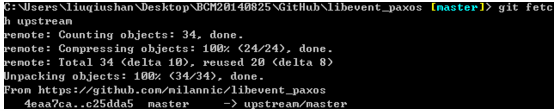 C:\Users\liuqiushan\Desktop\BCM20140825\GitHub\libevent_paxos [master]> git fetc
h upstream
remote: Counting objects: 34, done.
remote: Compressing objects: 100% (24/24), done.
remote: Total 34 (delta 10), reused 20 (delta 8)
Unpacking objects: 100% (34/34), done.
From https://github.com/milannic/libevent_paxos
   4eaa7ca..c25dda5  master     -> upstream/master